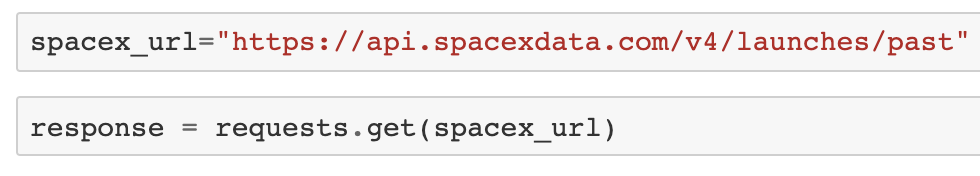 spacex_url="https://api.spacexdata.com/v4/launches/past"
response = requests.get(spacex_url)